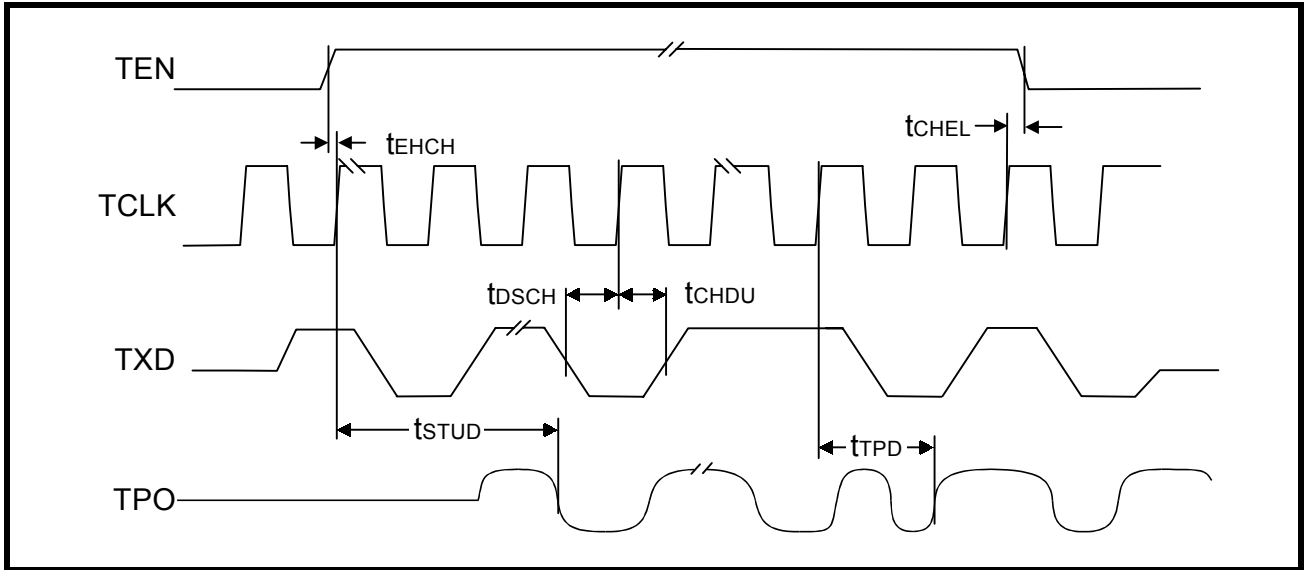 TEN
tCHEL
tEHCH
TCLK
tDSCH
tCHDU
TXD
tSTUD
tTPD
TPO